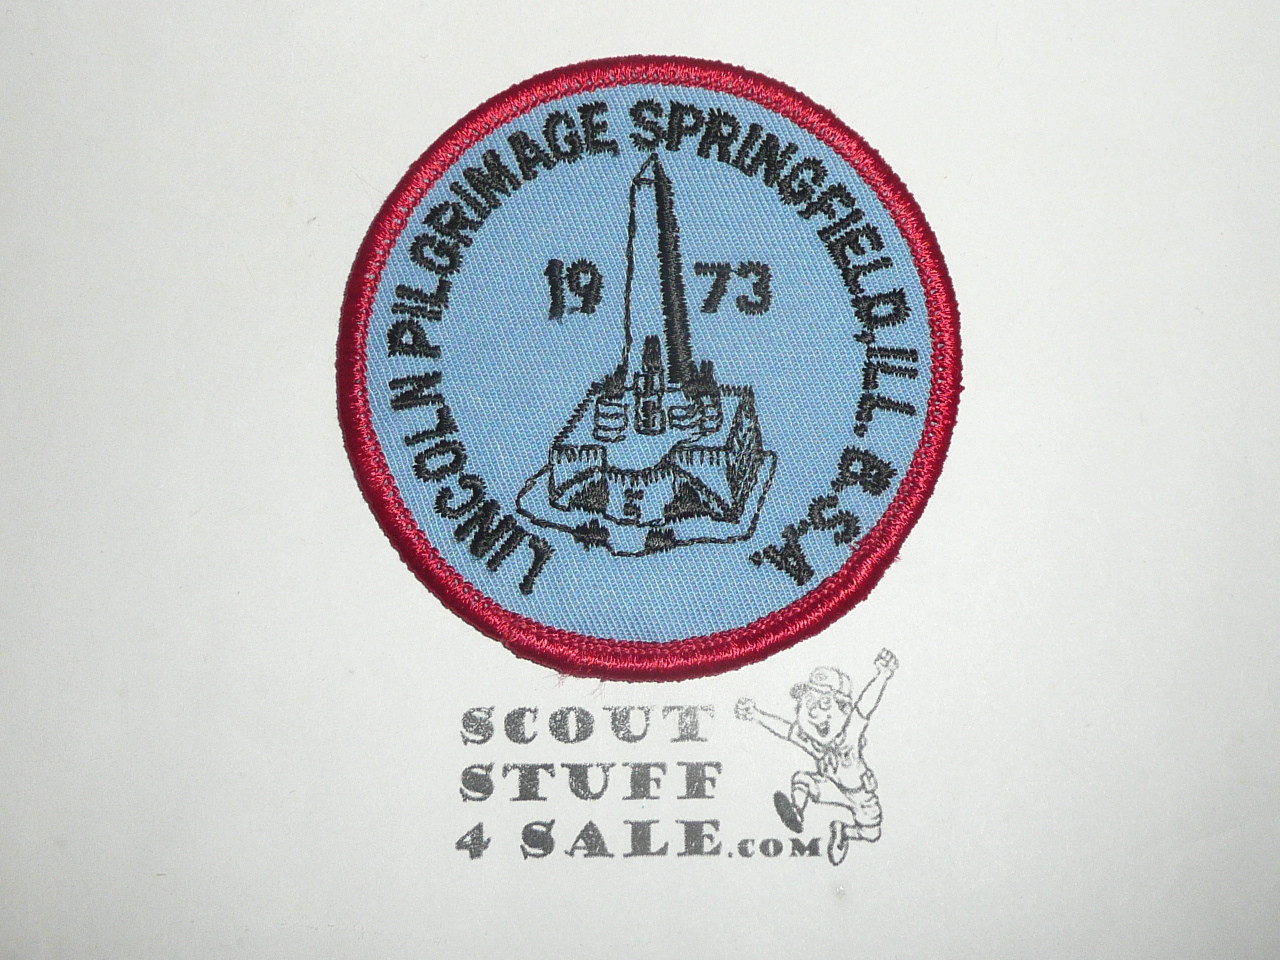 LINCOLN PILGRIMAGE SPRINGFIELD, ILL. B.S.A.
19 73
SCOUT
STUFF
4 SALE.COM